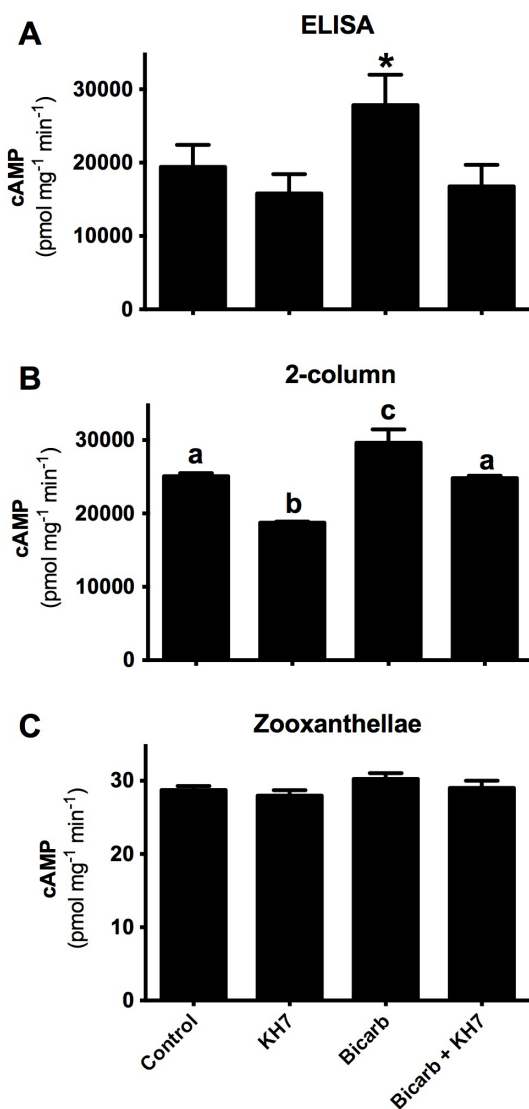 A
ELISA
cAMP
(pmol mg⁻¹ min⁻¹)
30000
20000
10000
0
*
B
2-column
cAMP
(pmol mg⁻¹ min⁻¹)
30000
20000
10000
0
a
b
c
a
C
Zooxanthellae
cAMP
(pmol mg⁻¹ min⁻¹)
30
20
10
0
Control
KH7
Bicarb
Bicarb + KH7